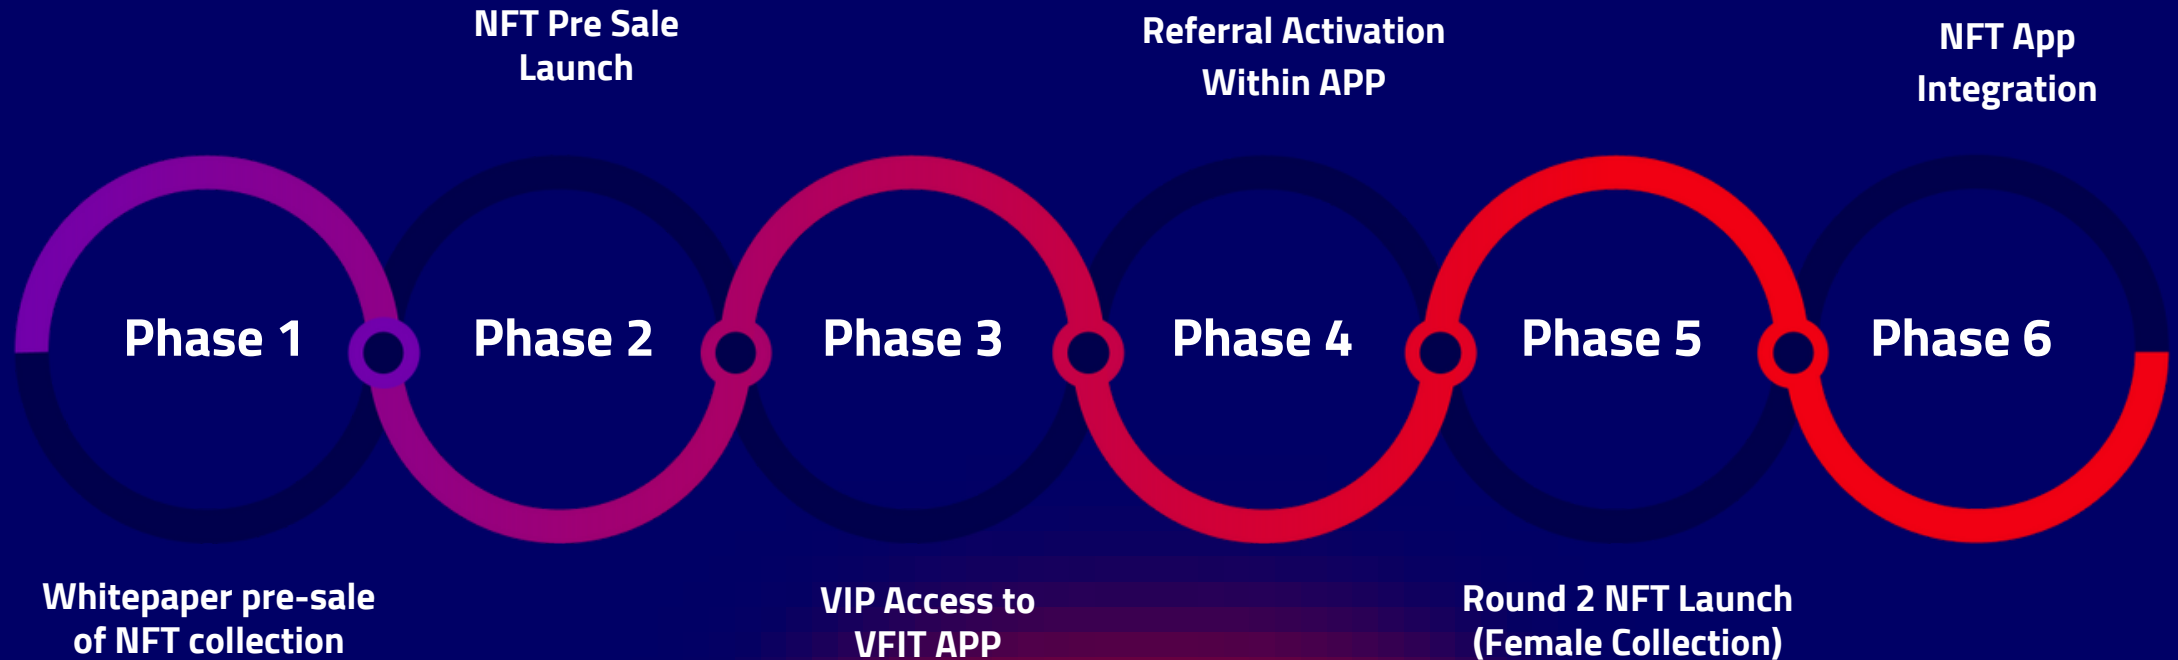 NFT Pre Sale
Launch
Referral Activation
Within APP
NFT App
Integration
Phase 1
Phase 2
Phase 3
Phase 4
Phase 5
Phase 6
Whitepaper pre-sale
of NFT collection
VIP Access to
VFIT APP
Round 2 NFT Launch
(Female Collection)